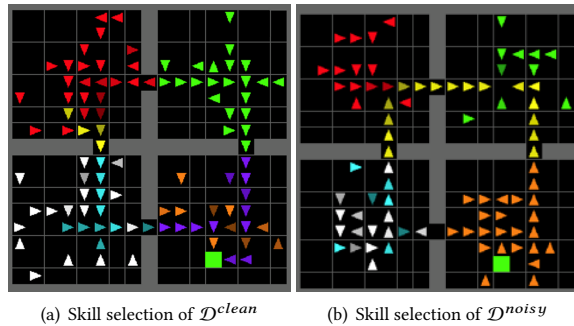 (a) Skill selection of 𝒟^clean
(b) Skill selection of 𝒟^noisy